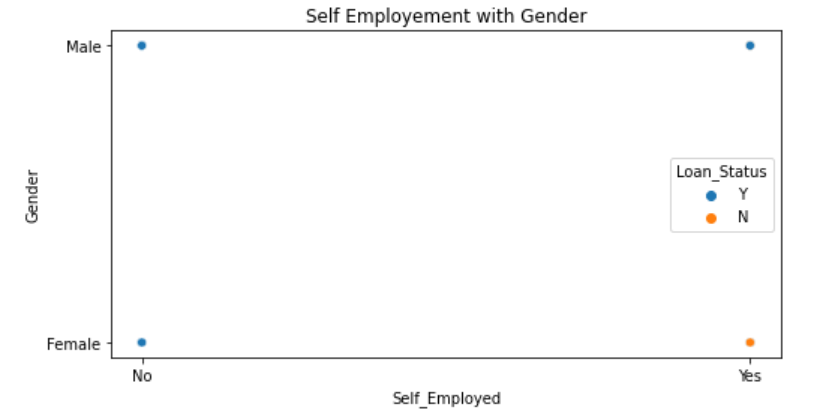 Self Employement with Gender
Male
Gender
Loan_Status
Y
N
Female
No
Yes
Self_Employed